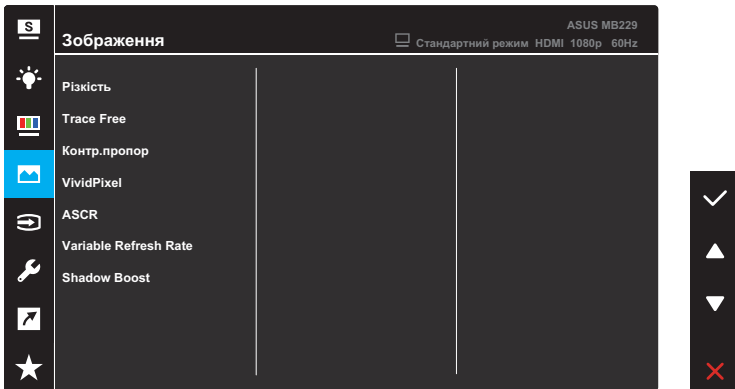 S
ASUS MB229
Зображення
Стандартний режим HDMI 1080p 60Hz
Різкість
Trace Free
Контр.пропор
VividPixel
ASCR
Variable Refresh Rate
Shadow Boost